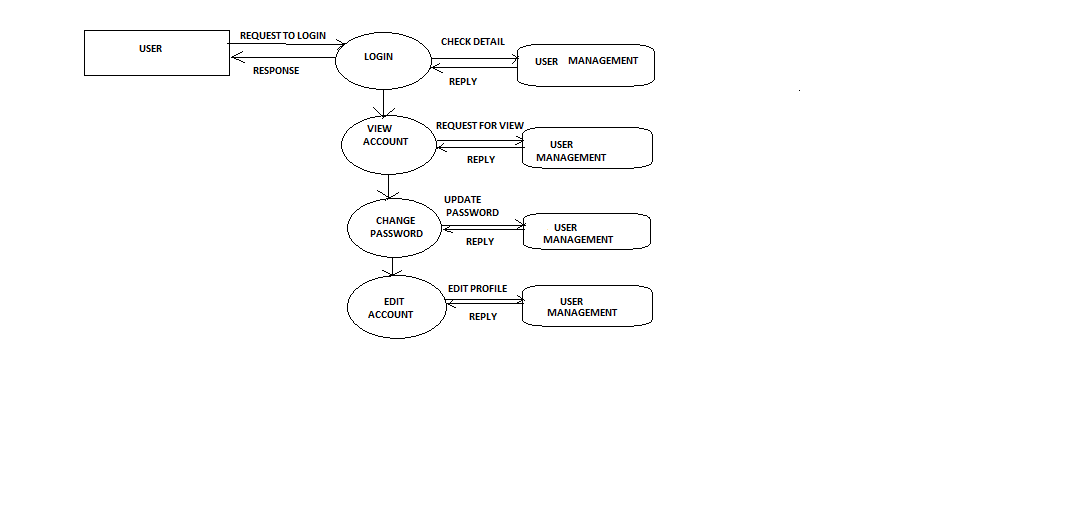 USER
REQUEST TO LOGIN
RESPONSE
LOGIN
CHECK DETAIL
REPLY
USER MANAGEMENT
VIEW
ACCOUNT
REQUEST FOR VIEW
REPLY
USER
MANAGEMENT
CHANGE
PASSWORD
UPDATE
PASSWORD
REPLY
USER
MANAGEMENT
EDIT
ACCOUNT
EDIT PROFILE
REPLY
USER
MANAGEMENT